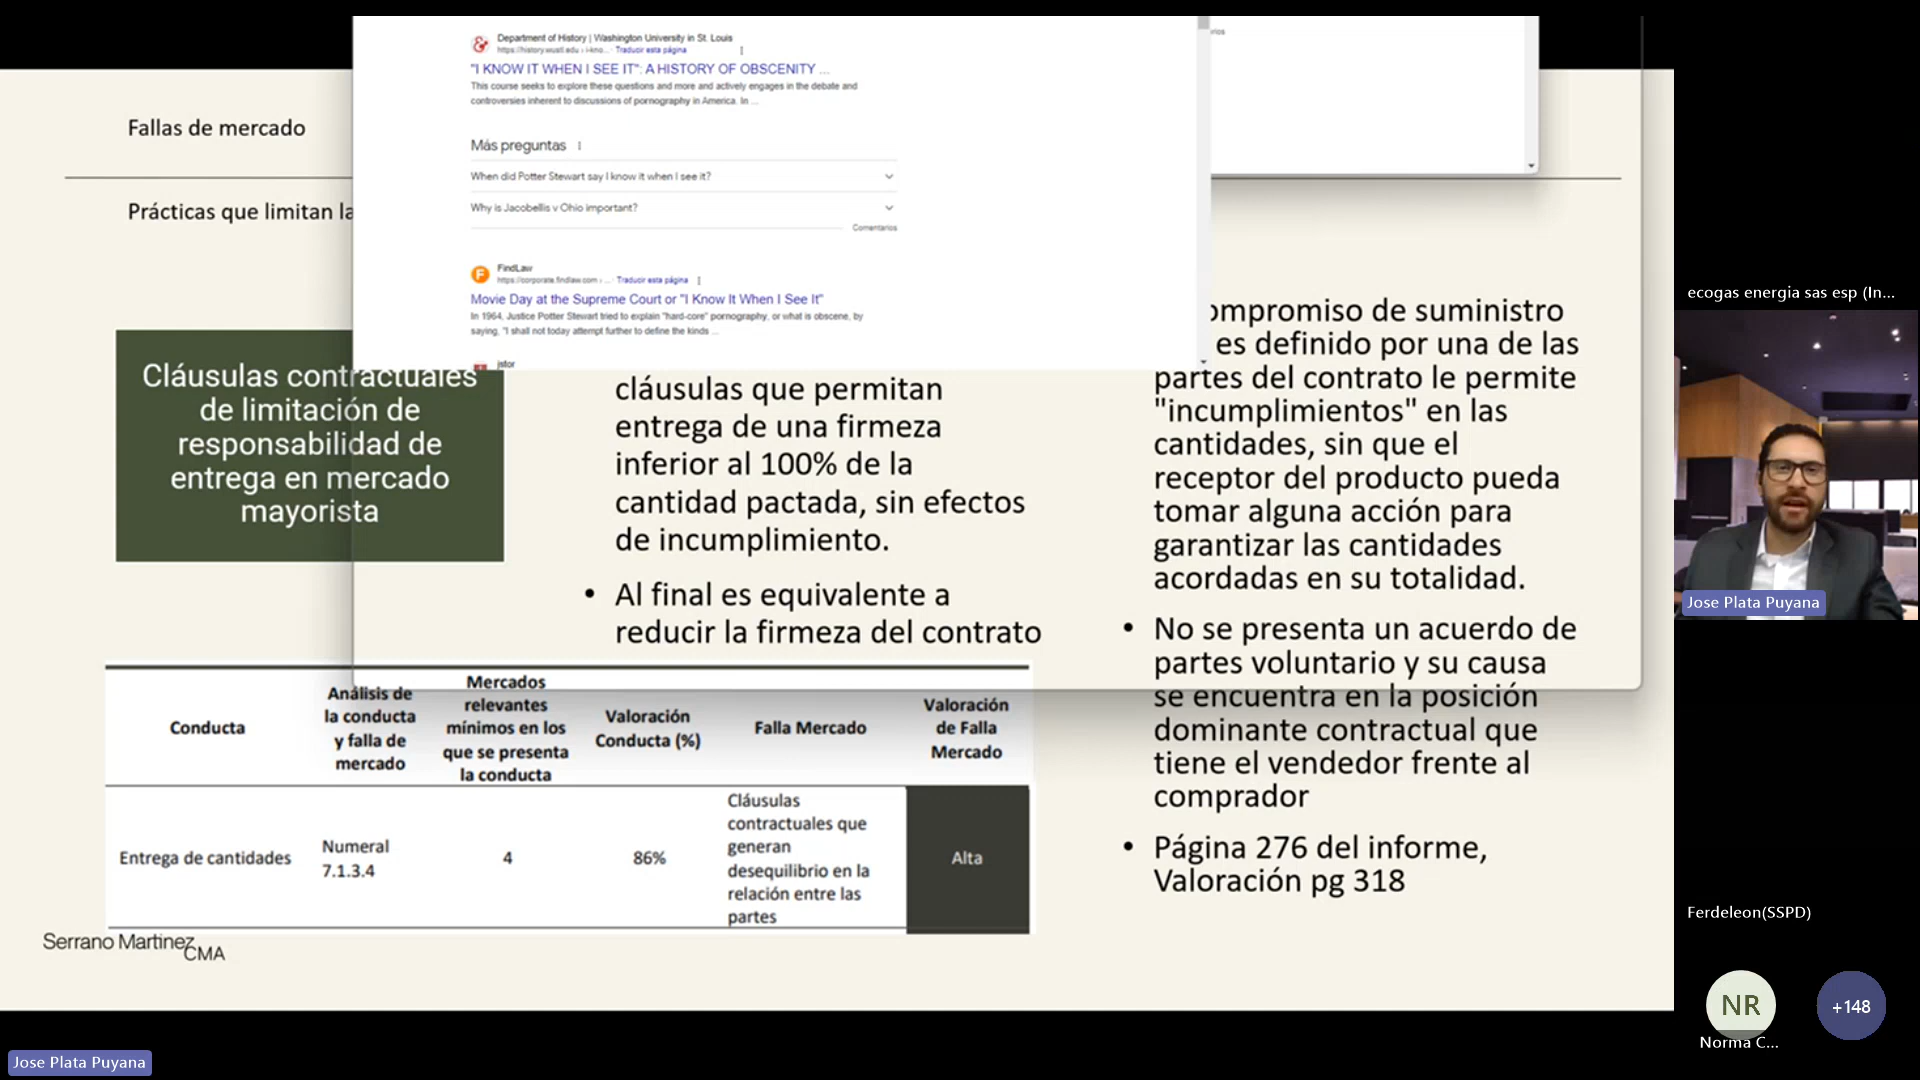 Department of History | Washington University in St. Louis
https://history.wustl.edu › i-kno... · Traducir esta página
"I KNOW IT WHEN I SEE IT": A HISTORY OF OBSCENITY ...
This course seeks to explore these questions and more and actively engages in the debate and
controversies inherent to discussions of pornography in America. In ...
Más preguntas
When did Potter Stewart say I know it when I see it?
Why is Jacobellis v Ohio important?
Comentarios
FindLaw
https://corporate.findlaw.com › ... · Traducir esta página
Movie Day at the Supreme Court or "I Know It When I See It"
In 1964, Justice Potter Stewart tried to explain "hard-core" pornography, or what is obscene, by
saying, "I shall not today attempt further to define the kinds ...
jstor
Fallas de mercado
Prácticas que limitan la
Cláusulas contractuales
de limitación de
responsabilidad de
entrega en mercado
mayorista
cláusulas que permitan
entrega de una firmeza
inferior al 100% de la
cantidad pactada, sin efectos
de incumplimiento.
• Al final es equivalente a
reducir la firmeza del contrato
ompromiso de suministro
es definido por una de las
partes del contrato le permite
"incumplimientos" en las
cantidades, sin que el
receptor del producto pueda
tomar alguna acción para
garantizar las cantidades
acordadas en su totalidad.
• No se presenta un acuerdo de
partes voluntario y su causa
se encuentra en la posición
dominante contractual que
tiene el vendedor frente al
comprador
• Página 276 del informe,
Valoración pg 318
Conducta
Análisis de
la conducta
y falla de
mercado
Mercados
relevantes
mínimos en los
que se presenta
la conducta
Valoración
Conducta (%)
Falla Mercado
Valoración
de Falla
Mercado
Entrega de cantidades
Numeral
7.1.3.4
4
86%
Cláusulas
contractuales que
generan
desequilibrio en la
relación entre las
partes
Alta
Serrano Martinez
CMA
Jose Plata Puyana
ecogas energia sas esp (In...
Jose Plata Puyana
Ferdeleon(SSPD)
NR
+148
Norma C...